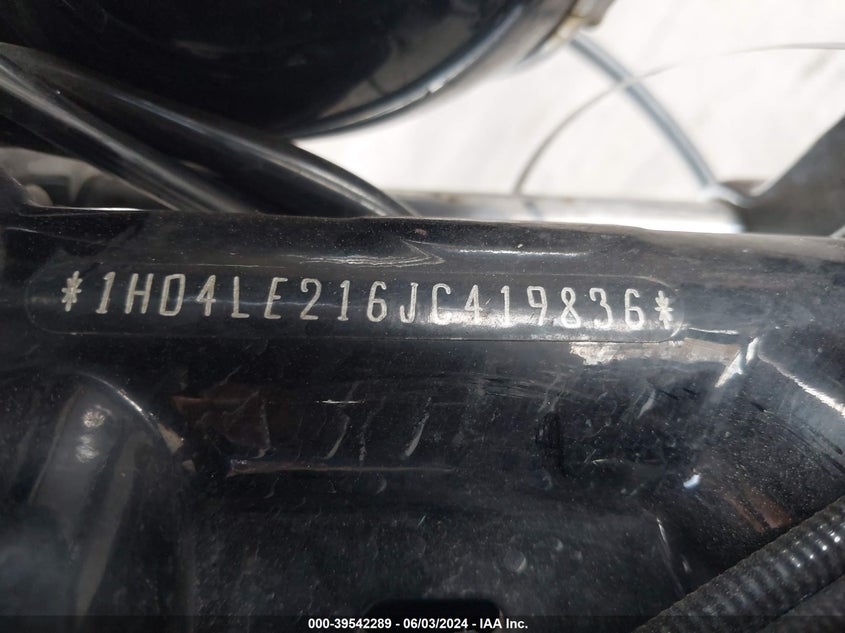 *1HD4LE216JC419836*
000-39542289 - 06/03/2024 - IAA Inc.